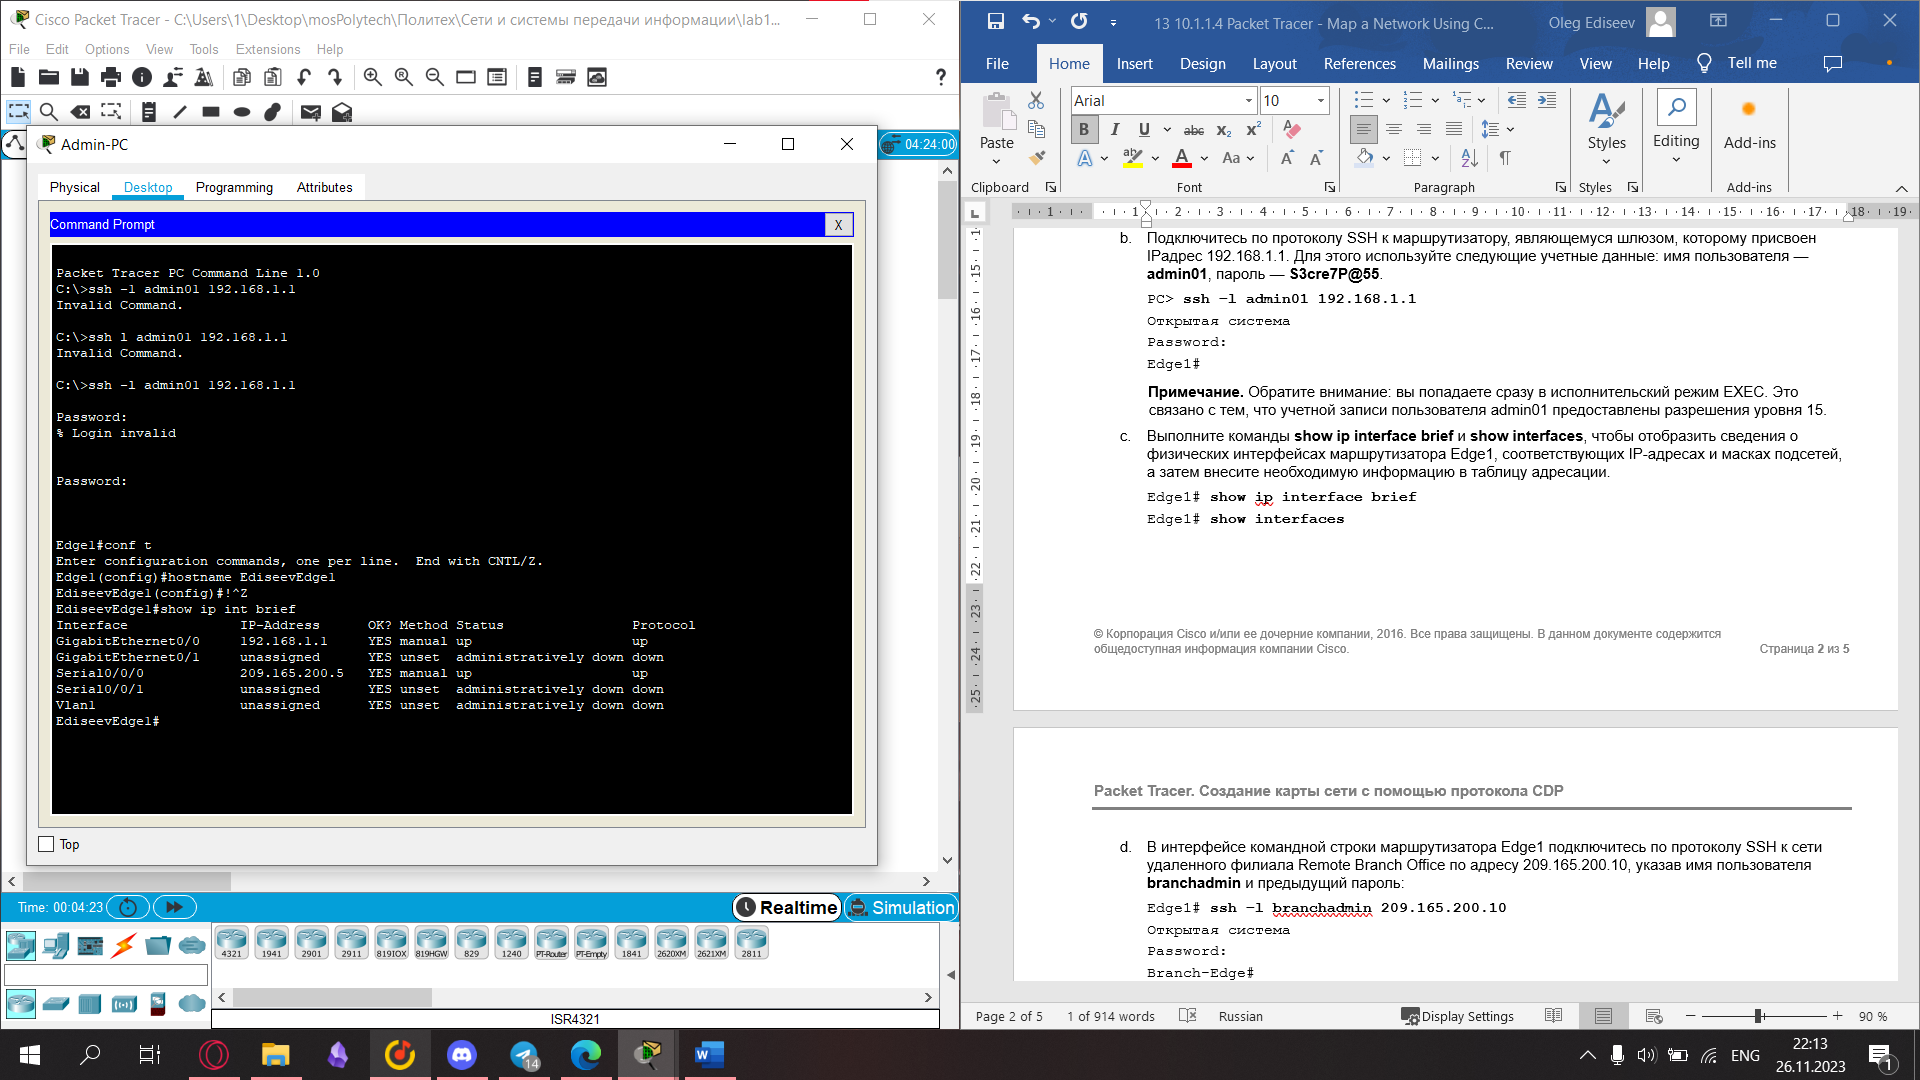 Cisco Packet Tracer - C:\Users\1\Desktop\mosPolytech\Политех\Сети и системы передачи информации\lab1...
File Edit Options View Tools Extensions Help
Admin-PC
04:24:00
Physical Desktop Programming Attributes
Command Prompt X
Packet Tracer PC Command Line 1.0
C:\>ssh -l admin01 192.168.1.1
Invalid Command.
C:\>ssh l admin01 192.168.1.1
Invalid Command.
C:\>ssh -l admin01 192.168.1.1
Password:
% Login invalid
Password:
Edge1#conf t
Enter configuration commands, one per line.  End with CNTL/Z.
Edge1(config)#hostname EdiseevEdge1
EdiseevEdge1(config)#!^Z
EdiseevEdge1#show ip int brief
Interface IP-Address OK? Method Status Protocol
GigabitEthernet0/0 192.168.1.1 YES manual up up
GigabitEthernet0/1 unassigned YES unset administratively down down
Serial0/0/0 209.165.200.5 YES manual up up
Serial0/0/1 unassigned YES unset administratively down down
Vlan1 unassigned YES unset administratively down down
EdiseevEdge1#
Top
Time: 00:04:23
Realtime Simulation
4321 1941 2901 2911 819IOX 819HGW 829 1240 PT-Router PT-Empty 1841 2620XM 2621XM 2811
ISR4321
13 10.1.1.4 Packet Tracer - Map a Network Using C...
Oleg Ediseev
File Home Insert Design Layout References Mailings Review View Help Tell me
Arial 10
Paste
Styles Editing Add-ins
Clipboard Font Paragraph Styles Add-ins
b. Подключитесь по протоколу SSH к маршрутизатору, являющемуся шлюзом, которому присвоен
IPадрес 192.168.1.1. Для этого используйте следующие учетные данные: имя пользователя —
admin01, пароль — S3cre7P@55.
PC> ssh –l admin01 192.168.1.1
Открытая система
Password:
Edge1#
Примечание. Обратите внимание: вы попадаете сразу в исполнительский режим EXEC. Это
связано с тем, что учетной записи пользователя admin01 предоставлены разрешения уровня 15.
c. Выполните команды show ip interface brief и show interfaces, чтобы отобразить сведения о
физических интерфейсах маршрутизатора Edge1, соответствующих IP-адресах и масках подсетей,
а затем внесите необходимую информацию в таблицу адресации.
Edge1# show ip interface brief
Edge1# show interfaces
© Корпорация Cisco и/или ее дочерние компании, 2016. Все права защищены. В данном документе содержится
общедоступная информация компании Cisco. Страница 2 из 5
Packet Tracer. Создание карты сети с помощью протокола CDP
d. В интерфейсе командной строки маршрутизатора Edge1 подключитесь по протоколу SSH к сети
удаленного филиала Remote Branch Office по адресу 209.165.200.10, указав имя пользователя
branchadmin и предыдущий пароль:
Edge1# ssh –l branchadmin 209.165.200.10
Открытая система
Password:
Branch-Edge#
Page 2 of 5 1 of 914 words Russian Display Settings 90 %
14
ENG
22:13
26.11.2023
1